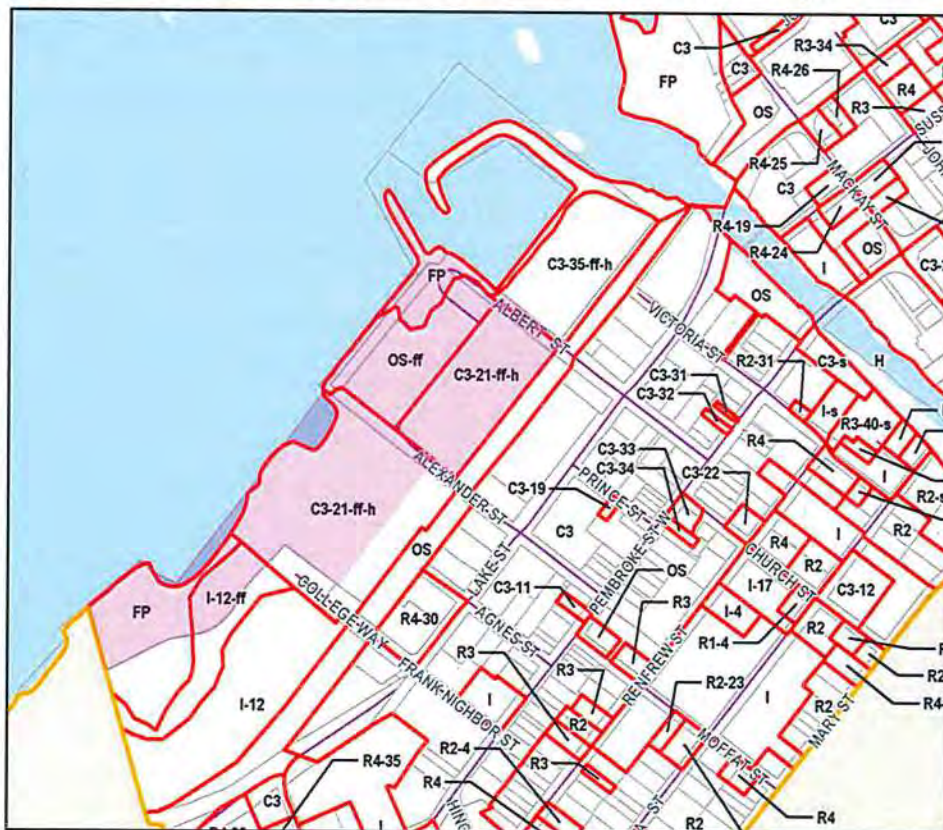 C3
C3
R3-34
R4-26
C3
FP
R4
OS
R3
R4-25
C3
MACKAY-ST
R4-19
R4-24
OS
I
C3-35-ff-h
FP
OS
ALBERT ST
VICTORIA-ST
OS-ff
C3-21-ff-h
H
R2-31
C3-s
C3-31
C3-32
I-s
R3-40-s
R4
C3-33
C3-34
C3-22
I
ALEXANDER-ST
PRINCE-ST-W
C3-19
C3-21-ff-h
C3
R4
I
R2
CHURCH ST
R2
OS
LAKE-ST
PEMBROKE-ST-W
OS
C3-11
I-17
C3-12
FP
I-12-ff
COLLEGE-WAY
R4-30
AGNES-ST
R3
I-4
R1-4
R2
RENFREW-ST
R3
R3
R2-23
FRANK-NIGHBOR-ST
I
I
R2
I-12
R2
MARY-ST
R2-4
MOFFAT-ST
R3
R4-35
R4
C3
R4
I
R2